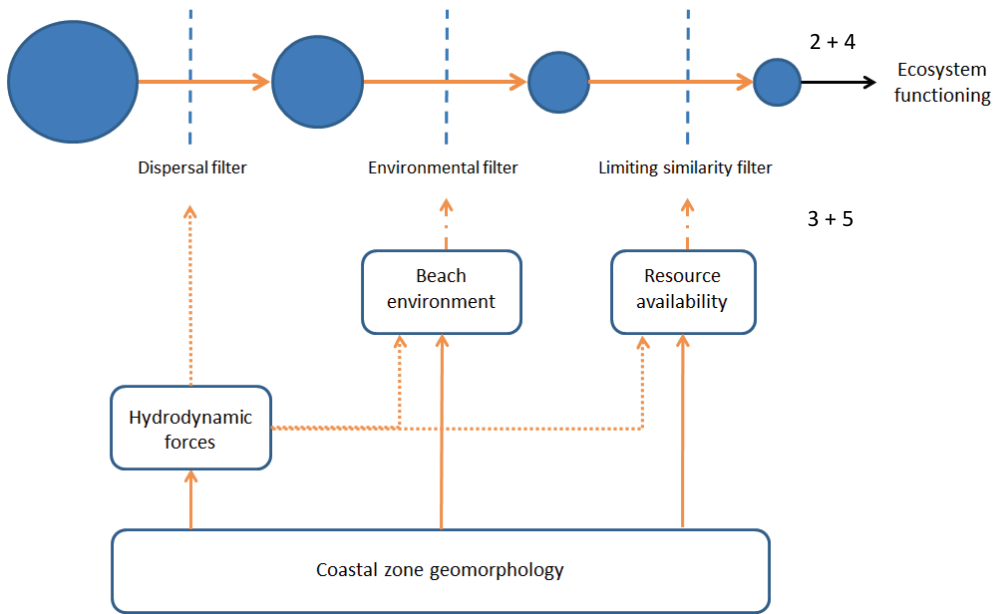 2 + 4
Ecosystem
functioning
Dispersal filter
Environmental filter
Limiting similarity filter
3 + 5
Beach
environment
Resource
availability
Hydrodynamic
forces
Coastal zone geomorphology